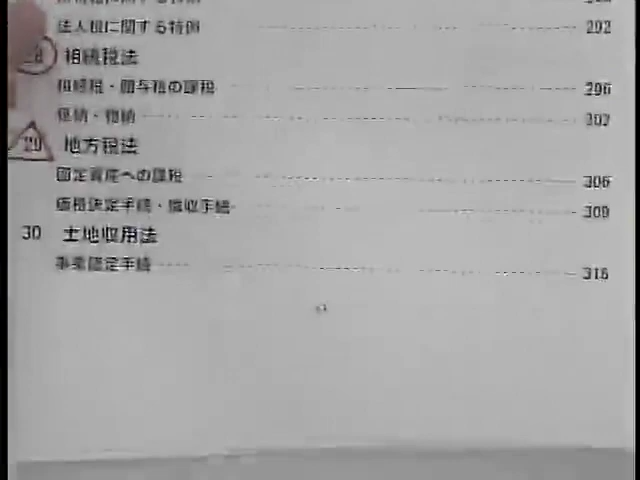 法人税に関する特例 292
28 相続税法
相続税・贈与税の課税 296
延納・物納 302
29 地方税法
固定資産への課税 306
価格決定手続・徴収手続 309
30 土地収用法
事業認定手続 316